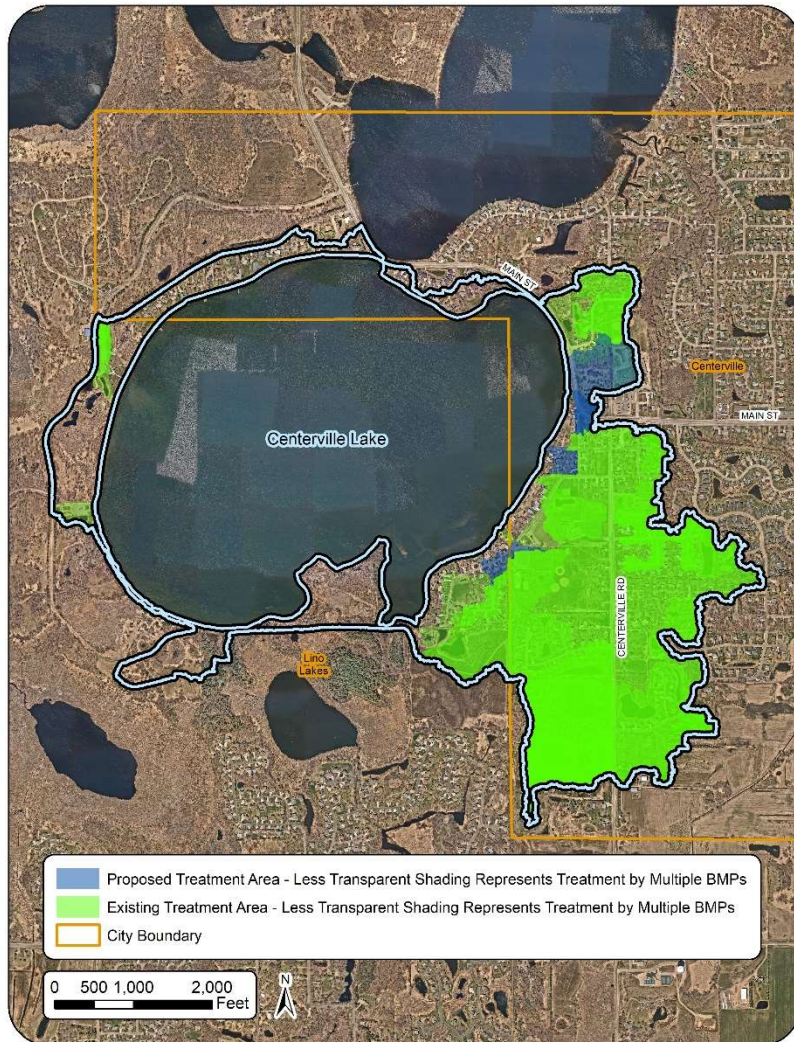 MAIN ST
Centerville
MAIN ST
Centerville Lake
CENTERVILLE RD
Lino
Lakes
Proposed Treatment Area - Less Transparent Shading Represents Treatment by Multiple BMPs
Existing Treatment Area - Less Transparent Shading Represents Treatment by Multiple BMPs
City Boundary
0 500 1,000 2,000
Feet
N